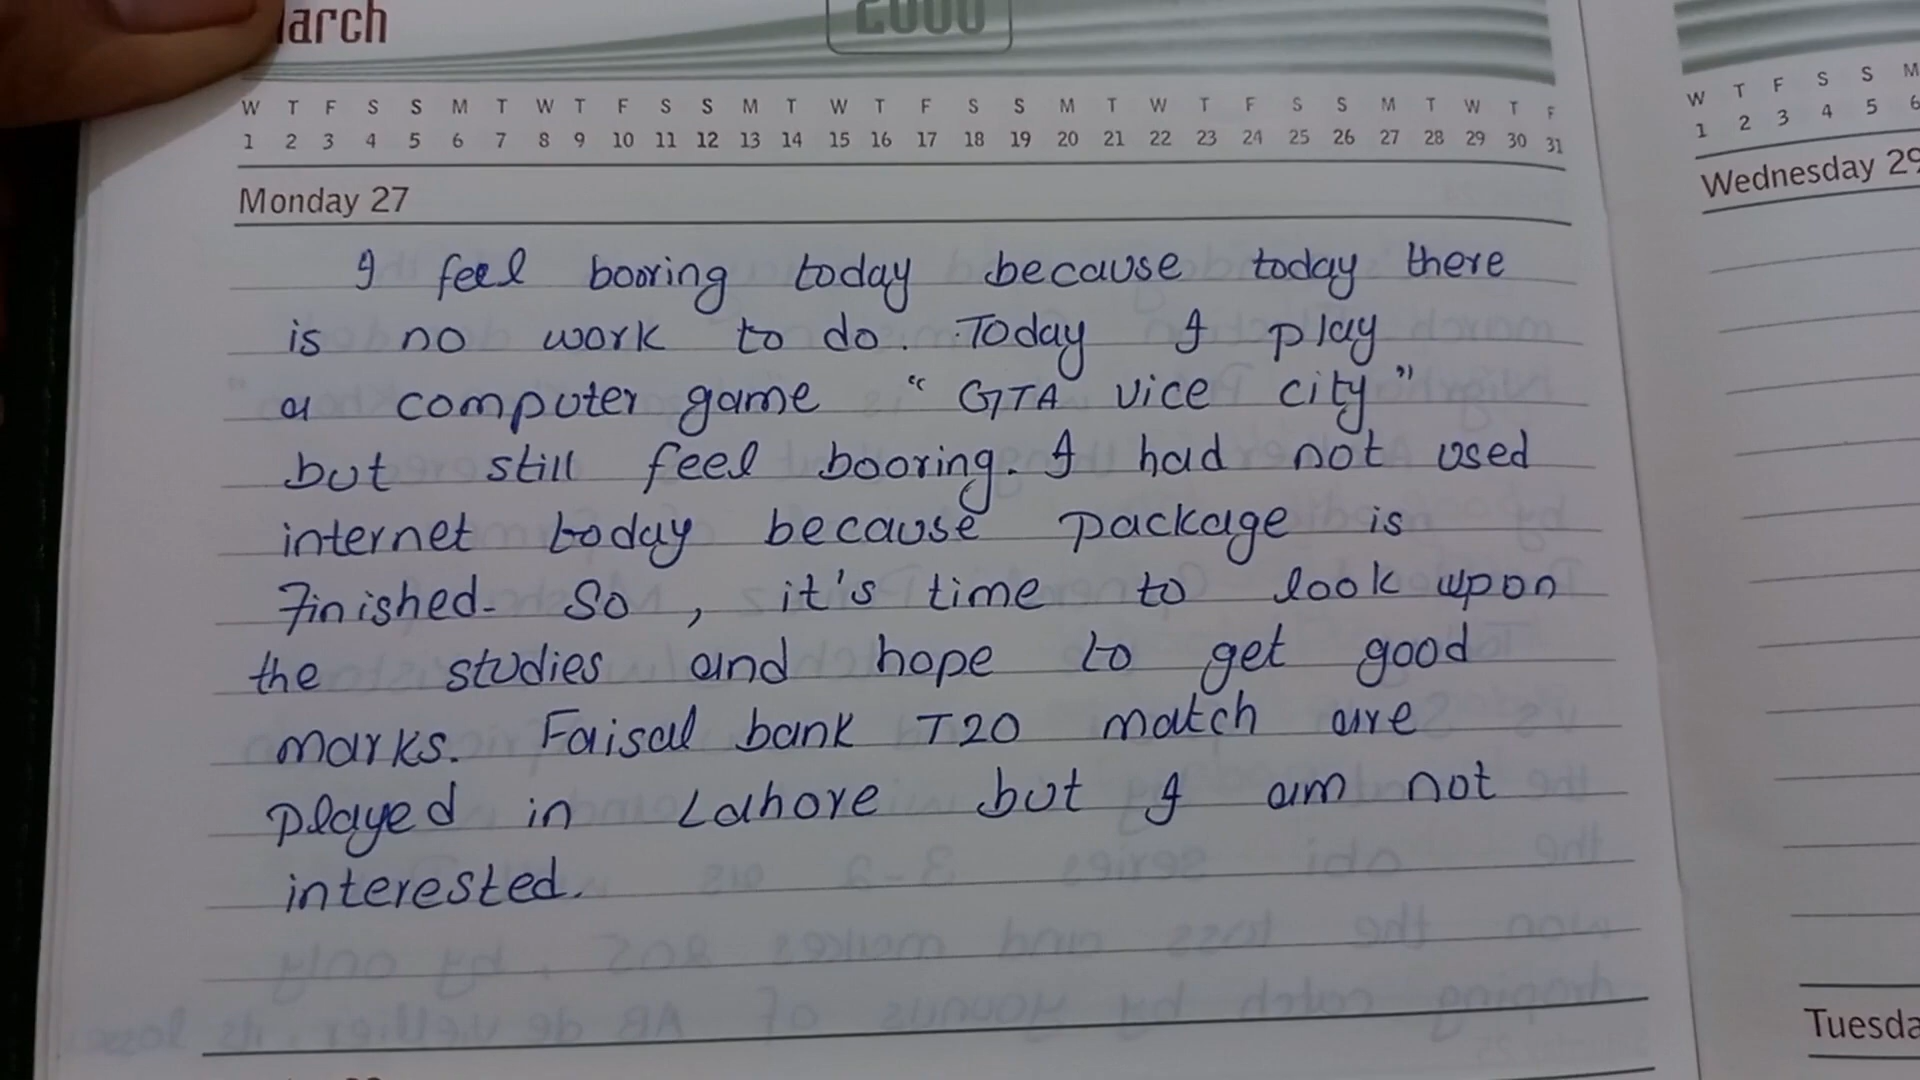 March
2006
W T F S S M T W T F S S M T W T F S S M T W T F S S M T W T F
1 2 3 4 5 6 7 8 9 10 11 12 13 14 15 16 17 18 19 20 21 22 23 24 25 26 27 28 29 30 31
Monday 27
I feel booring today because today there
is no work to do. Today I play
a computer game "GTA vice city"
but still feel booring. I had not used
internet today because package is
Finished. So, it's time to look upon
the studies and hope to get good
marks. Faisal bank T20 match are
played in Lahore but I am not
interested.
W T F S S M
1 2 3 4 5 6
Wednesday 29